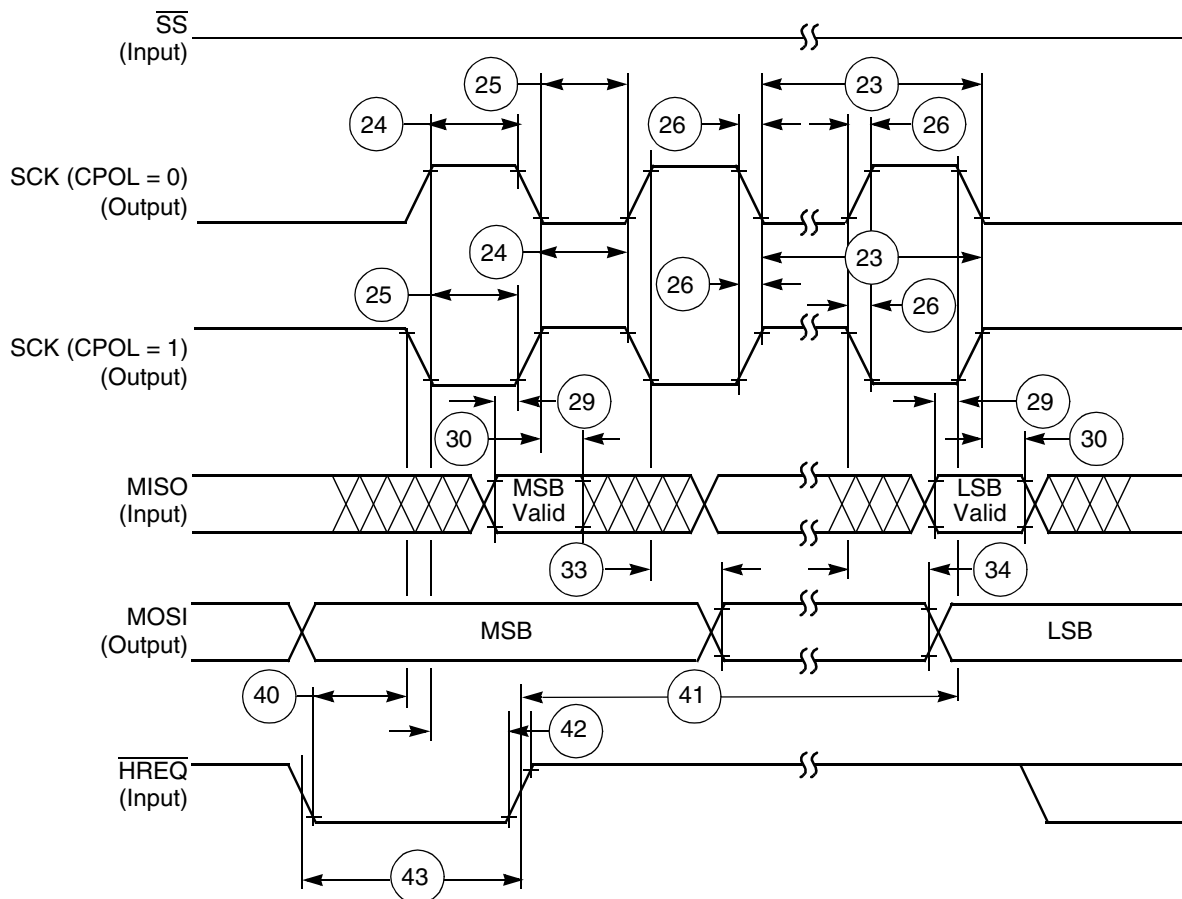 SS
(Input)
25
23
24
26
26
SCK (CPOL = 0)
(Output)
24
23
25
26
26
SCK (CPOL = 1)
(Output)
29
29
30
30
MISO
(Input)
MSB
Valid
LSB
Valid
33
34
MOSI
(Output)
MSB
LSB
40
41
42
HREQ
(Input)
43